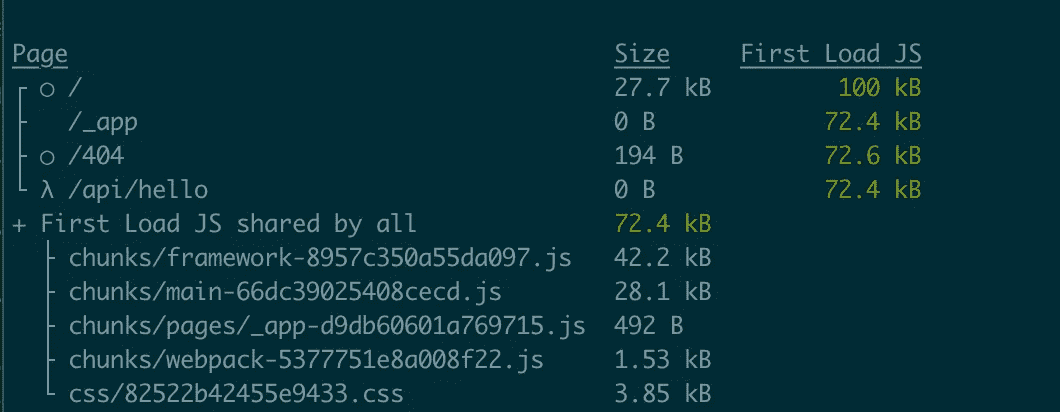 Page Size First Load JS
┌ ○ / 27.7 kB 100 kB
├   /_app 0 B 72.4 kB
├ ○ /404 194 B 72.6 kB
└ λ /api/hello 0 B 72.4 kB
+ First Load JS shared by all 72.4 kB
├ chunks/framework-8957c350a55da097.js 42.2 kB
├ chunks/main-66dc39025408cecd.js 28.1 kB
├ chunks/pages/_app-d9db60601a769715.js 492 B
├ chunks/webpack-5377751e8a008f22.js 1.53 kB
└ css/82522b42455e9433.css 3.85 kB